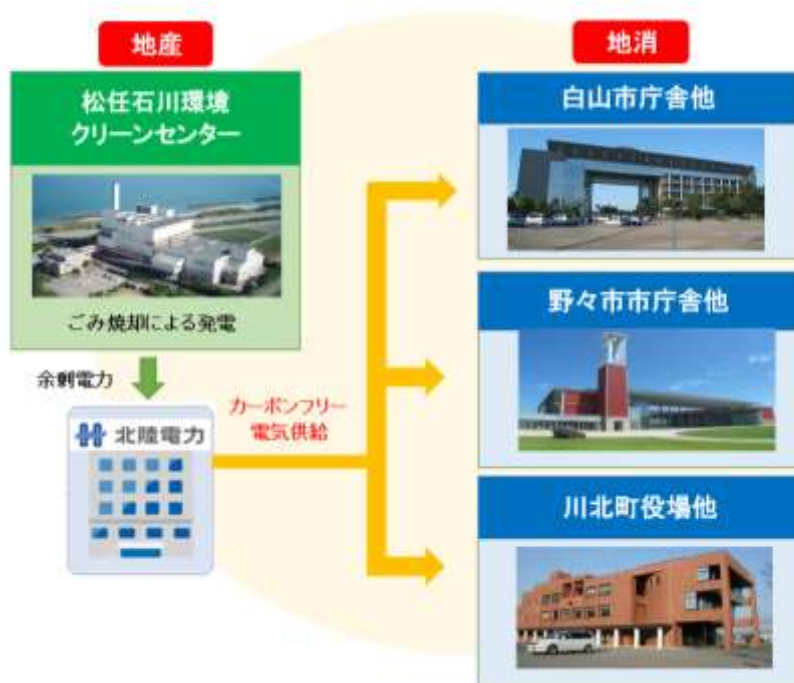 地産
松任石川環境
クリーンセンター
ごみ焼却による発電
余剰電力
北陸電力
カーボンフリー
電気供給
地消
白山市庁舎他
野々市市庁舎他
川北町役場他